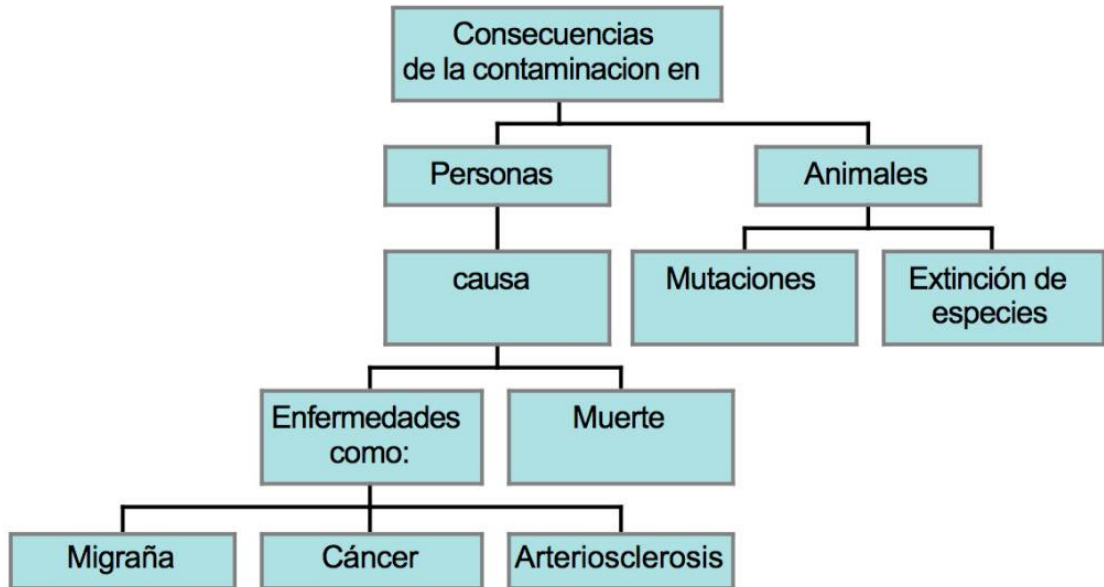 Consecuencias
de la contaminacion en
Personas
Animales
causa
Mutaciones
Extinción de
especies
Enfermedades
como:
Muerte
Migraña
Cáncer
Arteriosclerosis